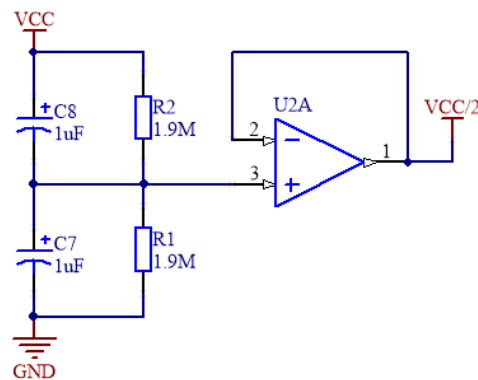 VCC
C8
1uF
R2
1.9M
U2A
2
3
1
VCC/2
C7
1uF
R1
1.9M
GND